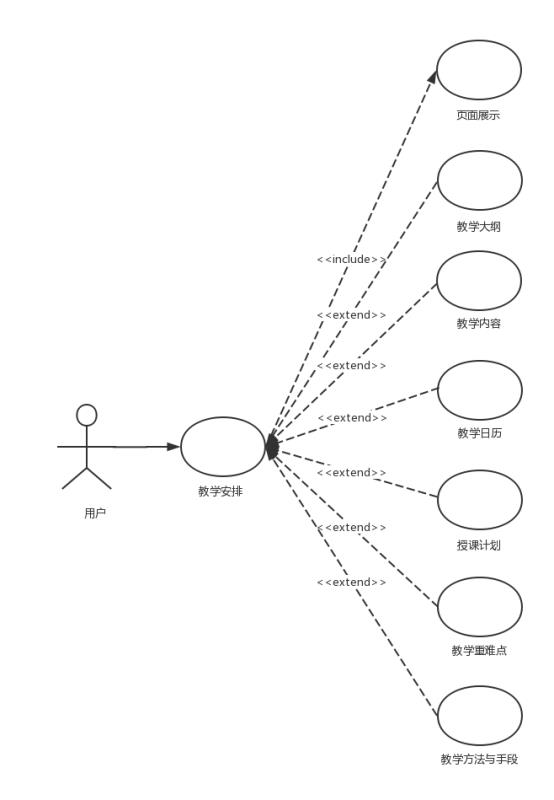 页面展示
教学大纲
<<include>>
<<extend>>
教学内容
<<extend>>
<<extend>>
教学日历
<<extend>>
用户
教学安排
授课计划
<<extend>>
<<extend>>
教学重难点
教学方法与手段